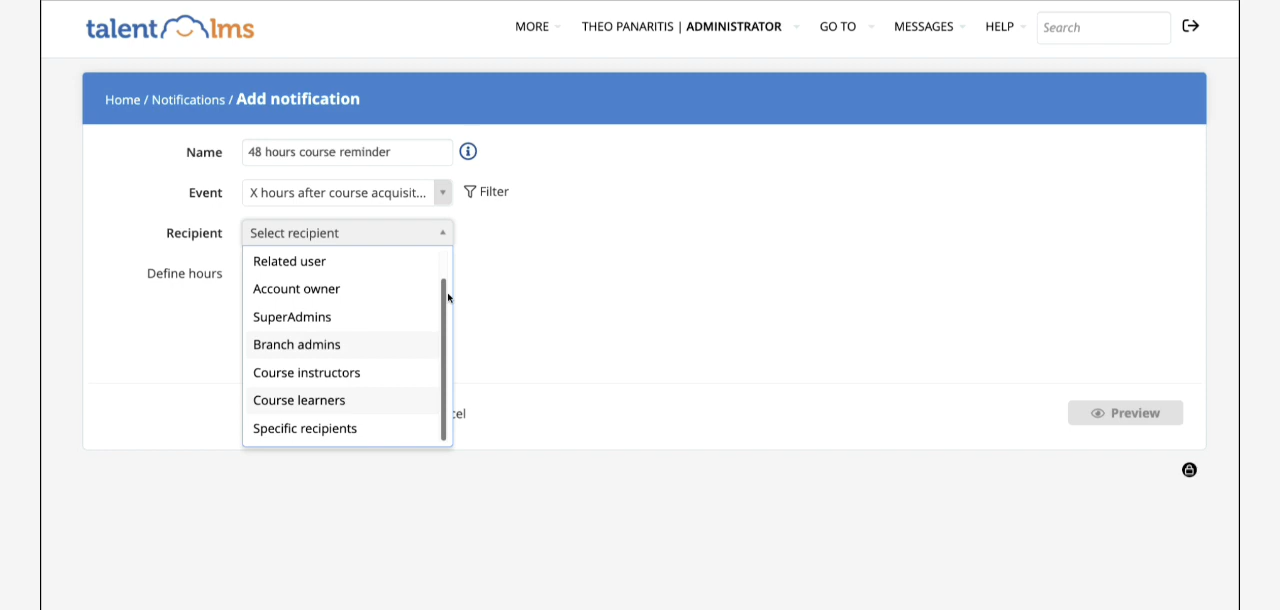 talentlms
MORE THEO PANARITIS | ADMINISTRATOR GO TO MESSAGES HELP Search
Home / Notifications / Add notification
Name 48 hours course reminder
Event X hours after course acquisit... Filter
Recipient Select recipient
Related user
Define hours
Account owner
SuperAdmins
Branch admins
Course instructors
Course learners
cel Preview
Specific recipients